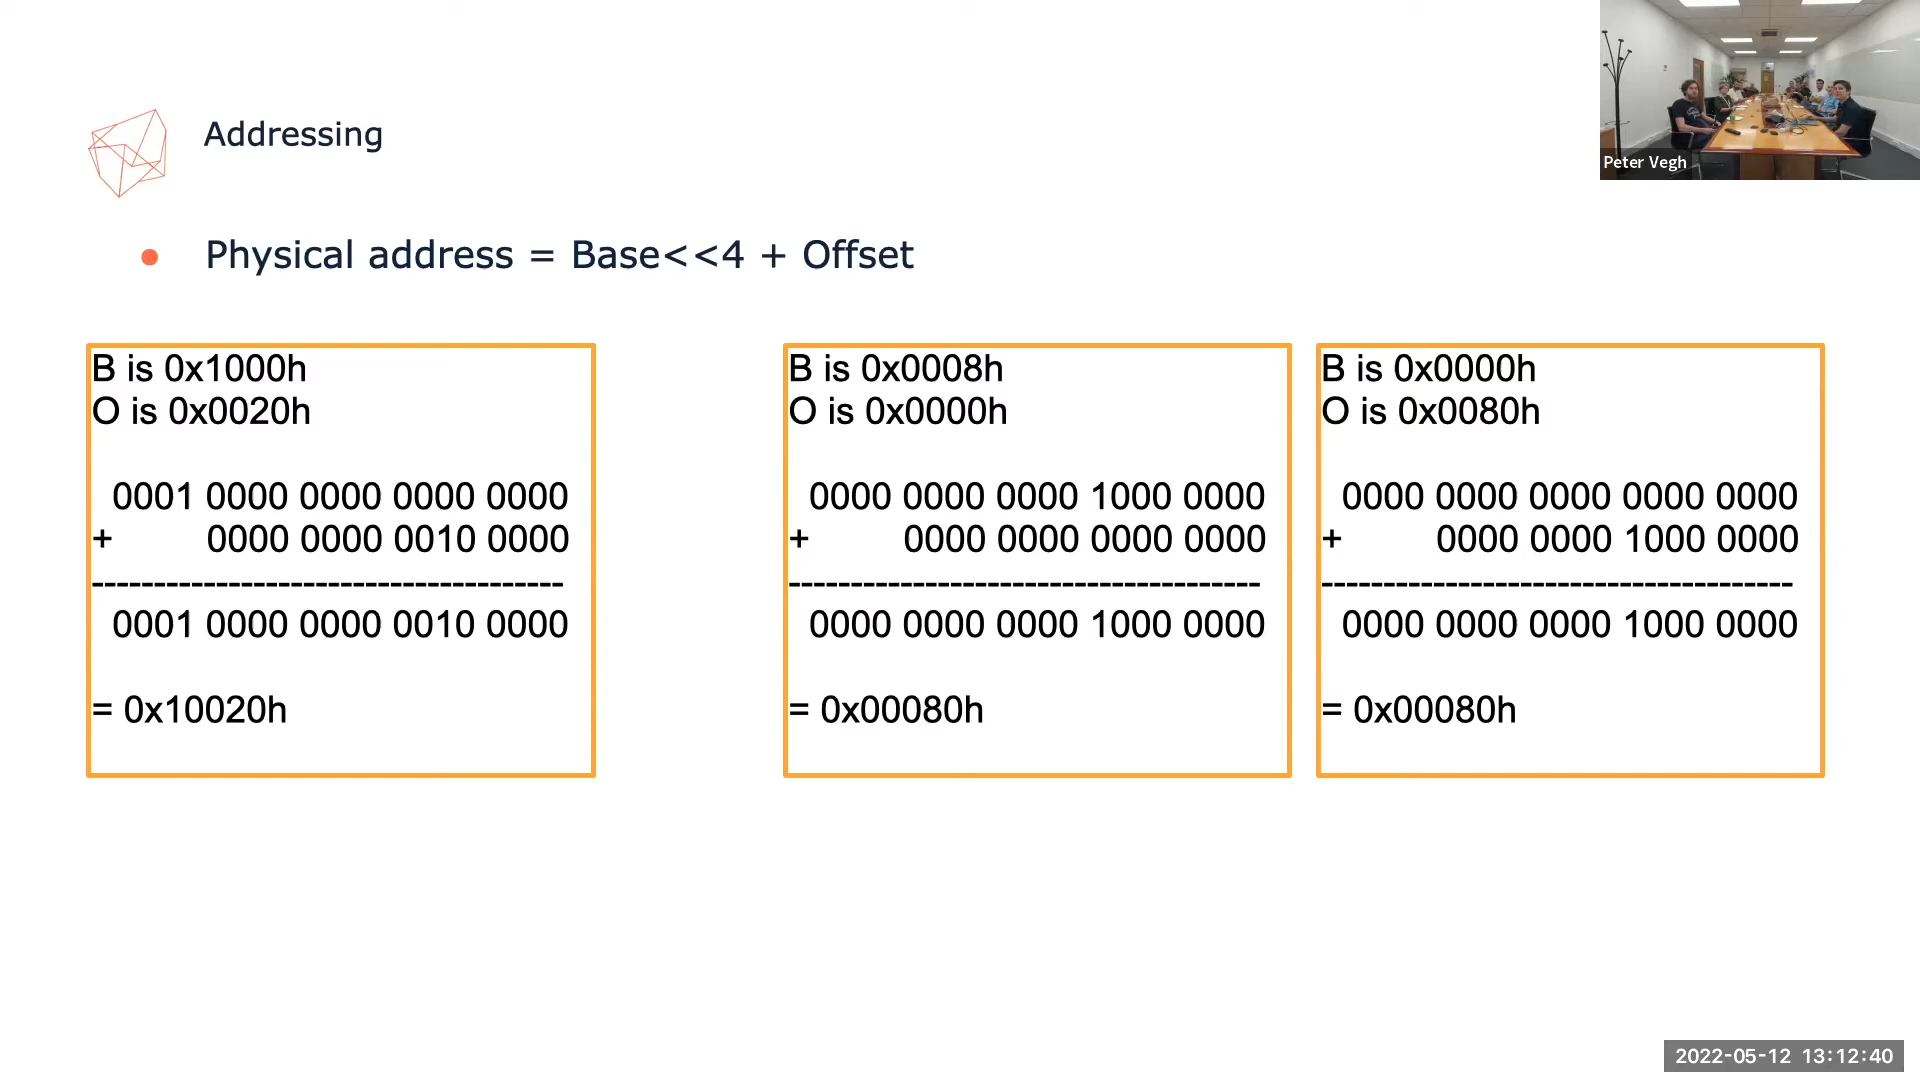 Addressing
Peter Vegh
Physical address = Base<<4 + Offset
B is 0x1000h
O is 0x0020h
0001 0000 0000 0000 0000
+ 0000 0000 0010 0000
--------------------------------------
0001 0000 0000 0010 0000
= 0x10020h
B is 0x0008h
O is 0x0000h
0000 0000 0000 1000 0000
+ 0000 0000 0000 0000
--------------------------------------
0000 0000 0000 1000 0000
= 0x00080h
B is 0x0000h
O is 0x0080h
0000 0000 0000 0000 0000
+ 0000 0000 1000 0000
--------------------------------------
0000 0000 0000 1000 0000
= 0x00080h
2022-05-12 13:12:40